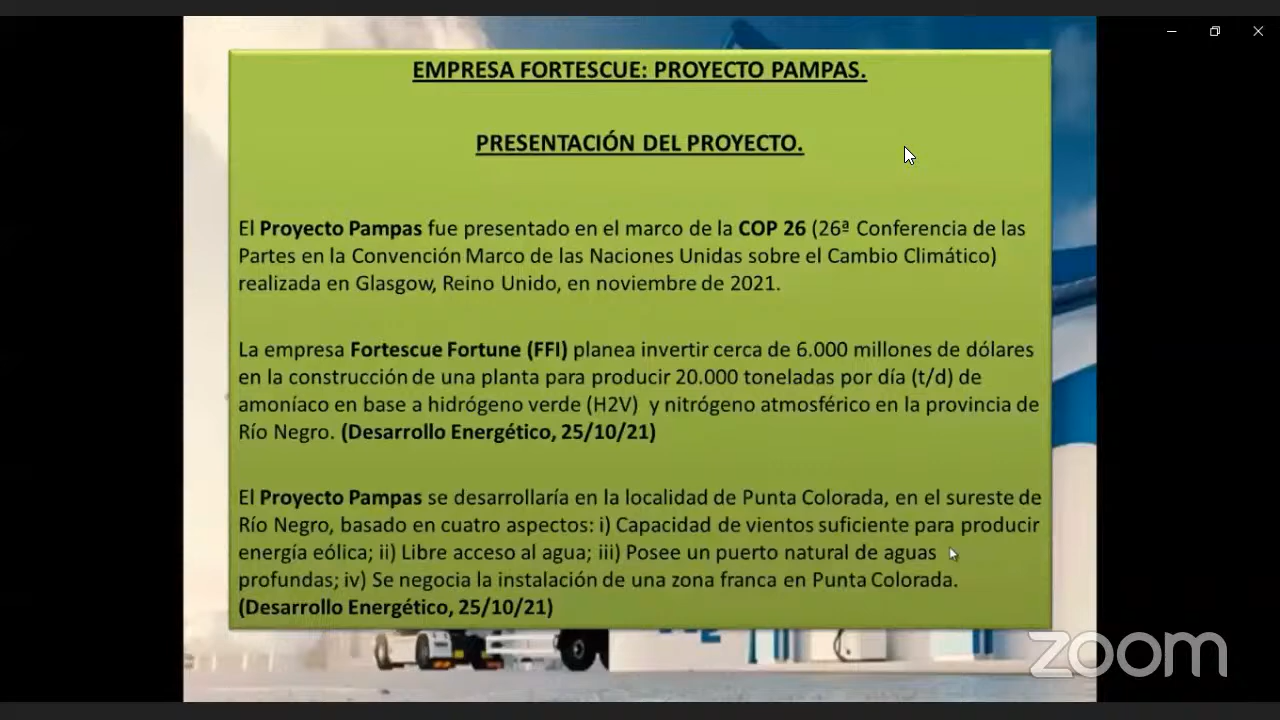 EMPRESA FORTESCUE: PROYECTO PAMPAS.
PRESENTACIÓN DEL PROYECTO.
El Proyecto Pampas fue presentado en el marco de la COP 26 (26ª Conferencia de las
Partes en la Convención Marco de las Naciones Unidas sobre el Cambio Climático)
realizada en Glasgow, Reino Unido, en noviembre de 2021.
La empresa Fortescue Fortune (FFI) planea invertir cerca de 6.000 millones de dólares
en la construcción de una planta para producir 20.000 toneladas por día (t/d) de
amoníaco en base a hidrógeno verde (H2V) y nitrógeno atmosférico en la provincia de
Río Negro. (Desarrollo Energético, 25/10/21)
El Proyecto Pampas se desarrollaría en la localidad de Punta Colorada, en el sureste de
Río Negro, basado en cuatro aspectos: i) Capacidad de vientos suficiente para producir
energía eólica; ii) Libre acceso al agua; iii) Posee un puerto natural de aguas
profundas; iv) Se negocia la instalación de una zona franca en Punta Colorada.
(Desarrollo Energético, 25/10/21)
zoom